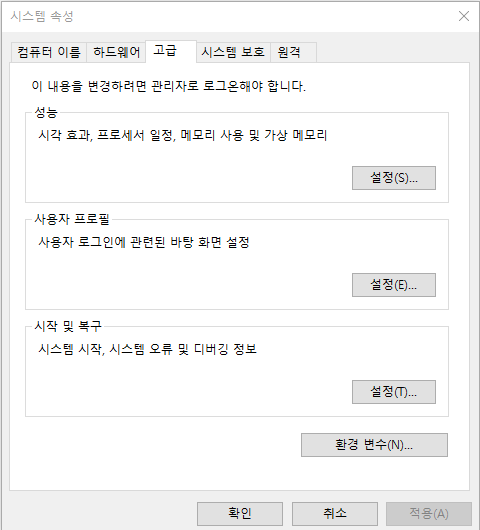 시스템 속성
컴퓨터 이름 하드웨어 고급 시스템 보호 원격
이 내용을 변경하려면 관리자로 로그온해야 합니다.
성능
시각 효과, 프로세서 일정, 메모리 사용 및 가상 메모리
설정(S)...
사용자 프로필
사용자 로그인에 관련된 바탕 화면 설정
설정(E)...
시작 및 복구
시스템 시작, 시스템 오류 및 디버깅 정보
설정(T)...
환경 변수(N)...
확인 취소 적용(A)